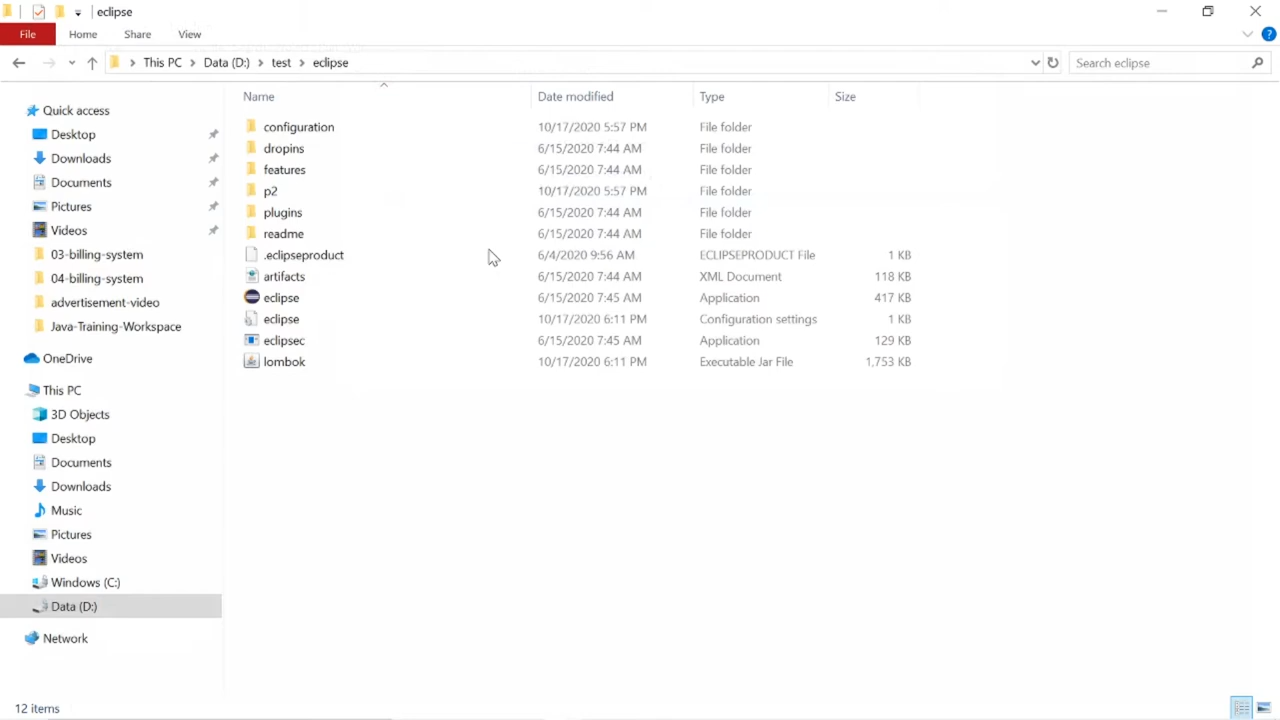 eclipse
File Home Share View
This PC Data (D:) test eclipse Search eclipse
Name Date modified Type Size
Quick access
Desktop
Downloads
Documents
Pictures
Videos
03-billing-system
04-billing-system
advertisement-video
Java-Training-Workspace
OneDrive
This PC
3D Objects
Desktop
Documents
Downloads
Music
Pictures
Videos
Windows (C:)
Data (D:)
Network
configuration 10/17/2020 5:57 PM File folder
dropins 6/15/2020 7:44 AM File folder
features 6/15/2020 7:44 AM File folder
p2 10/17/2020 5:57 PM File folder
plugins 6/15/2020 7:44 AM File folder
readme 6/15/2020 7:44 AM File folder
.eclipseproduct 6/4/2020 9:56 AM ECLIPSEPRODUCT File 1 KB
artifacts 6/15/2020 7:44 AM XML Document 118 KB
eclipse 6/15/2020 7:45 AM Application 417 KB
eclipse 10/17/2020 6:11 PM Configuration settings 1 KB
eclipsec 6/15/2020 7:45 AM Application 129 KB
lombok 10/17/2020 6:11 PM Executable Jar File 1,753 KB
12 items